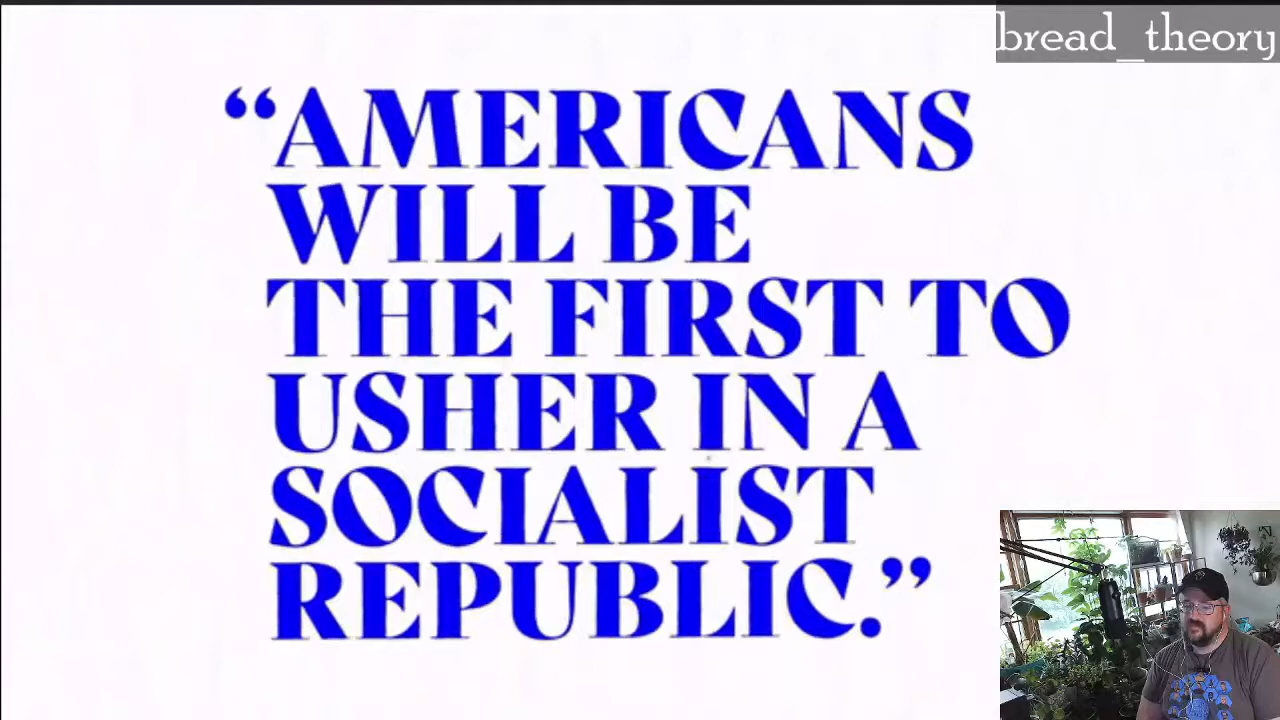 bread_theory
“AMERICANS
WILL BE
THE FIRST TO
USHER IN A
SOCIALIST
REPUBLIC.”